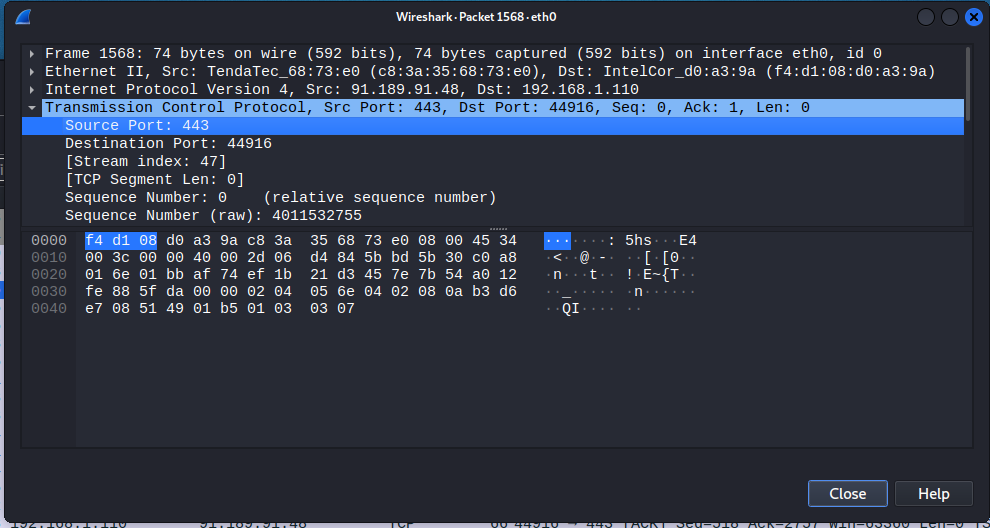 Wireshark · Packet 1568 · eth0
Frame 1568: 74 bytes on wire (592 bits), 74 bytes captured (592 bits) on interface eth0, id 0
Ethernet II, Src: TendaTec_68:73:e0 (c8:3a:35:68:73:e0), Dst: IntelCor_d0:a3:9a (f4:d1:08:d0:a3:9a)
Internet Protocol Version 4, Src: 91.189.91.48, Dst: 192.168.1.110
Transmission Control Protocol, Src Port: 443, Dst Port: 44916, Seq: 0, Ack: 1, Len: 0
Source Port: 443
Destination Port: 44916
[Stream index: 47]
[TCP Segment Len: 0]
Sequence Number: 0    (relative sequence number)
Sequence Number (raw): 4011532755
0000  f4 d1 08 d0 a3 9a c8 3a  35 68 73 e0 08 00 45 34  ·······: 5hs···E4
0010  00 3c 00 00 40 00 2d 06  d4 84 5b bd 5b 30 c0 a8  ·<··@·-· ··[·[0··
0020  01 6e 01 bb af 74 ef 1b  21 d3 45 7e 7b 54 a0 12  ·n···t·· !·E~{T··
0030  fe 88 5f da 00 00 02 04  05 6e 04 02 08 0a b3 d6  ··_····· ·n······
0040  e7 08 51 49 01 b5 01 03  03 07  ··QI···· ··
Close Help
192.168.1.110 91.189.91.48 TCP 66 44916 → 443 [ACK] Seq=518 Ack=2757 Win=63360 Len=0